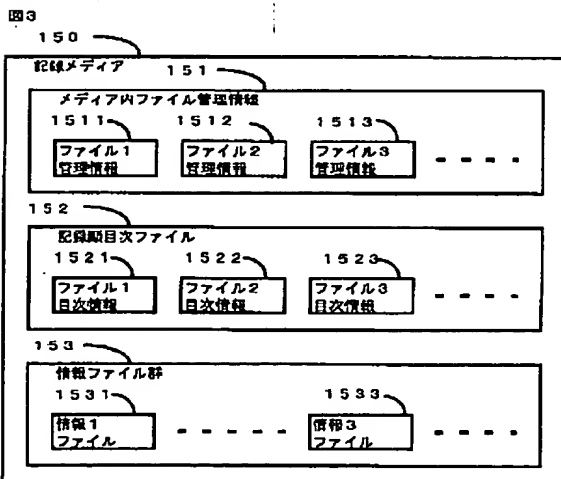 図3
150
記録メディア
151
メディア内ファイル管理情報
1511
1512
1513
ファイル1
管理情報
ファイル2
管理情報
ファイル3
管理情報
152
記録順目次ファイル
1521
1522
1523
ファイル1
目次情報
ファイル2
目次情報
ファイル3
目次情報
153
情報ファイル群
1531
1533
情報1
ファイル
情報3
ファイル